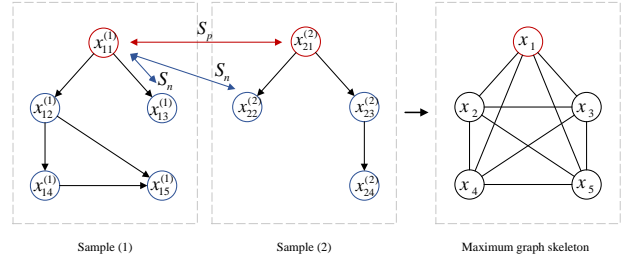 S_p
x_{11}^{(1)} x_{21}^{(2)} x_1
S_n S_n
x_{12}^{(1)} x_{13}^{(1)} x_{22}^{(2)} x_{23}^{(2)} x_2 x_3
x_{14}^{(1)} x_{15}^{(1)} x_{24}^{(2)} x_4 x_5
Sample (1) Sample (2) Maximum graph skeleton